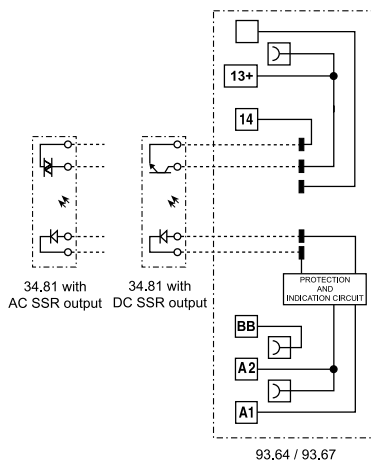 13+
14
PROTECTION
AND
INDICATION CIRCUIT
34.81 with
AC SSR output
34.81 with
DC SSR output
BB
A2
A1
93.64 / 93.67